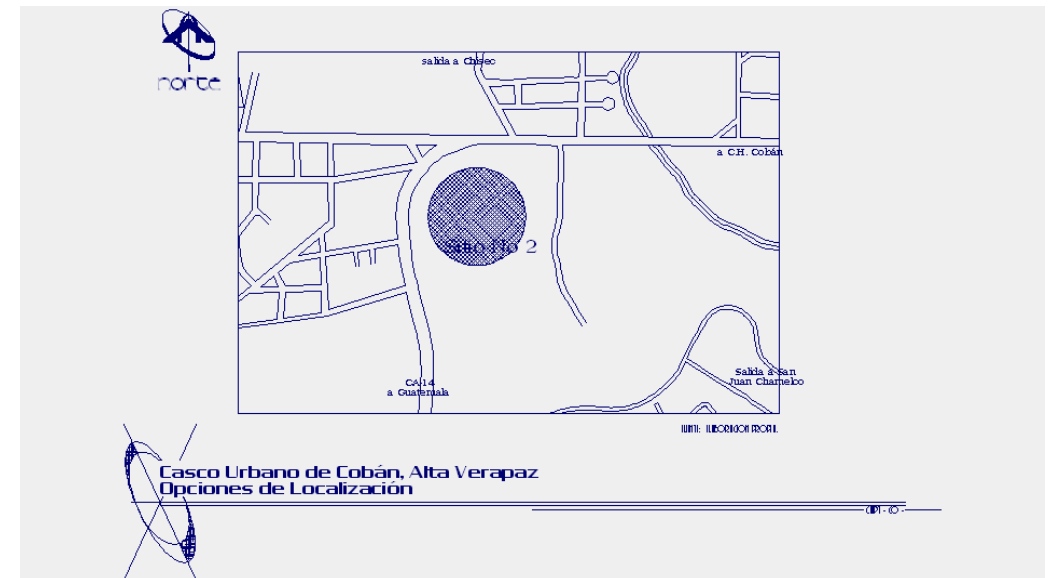 norte
salida a Chisec
a C.H. Cobán
Sitio No 2
Salida a San
Juan Chamelco
CA-14
a Guatemala
Casco Urbano de Cobán, Alta Verapaz
Opciones de Localización